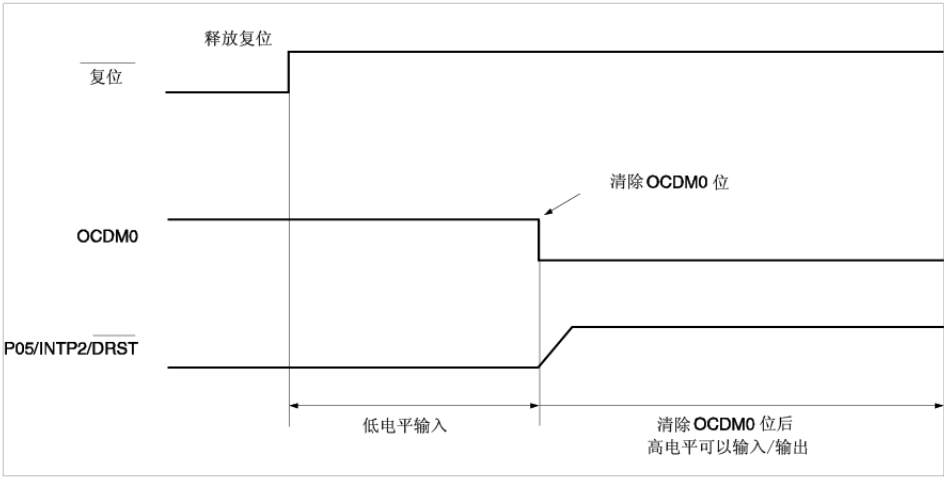 释放复位
复位
清除 OCDM0 位
OCDM0
P05/INTP2/DRST
低电平输入
清除 OCDM0 位后
高电平可以输入/输出